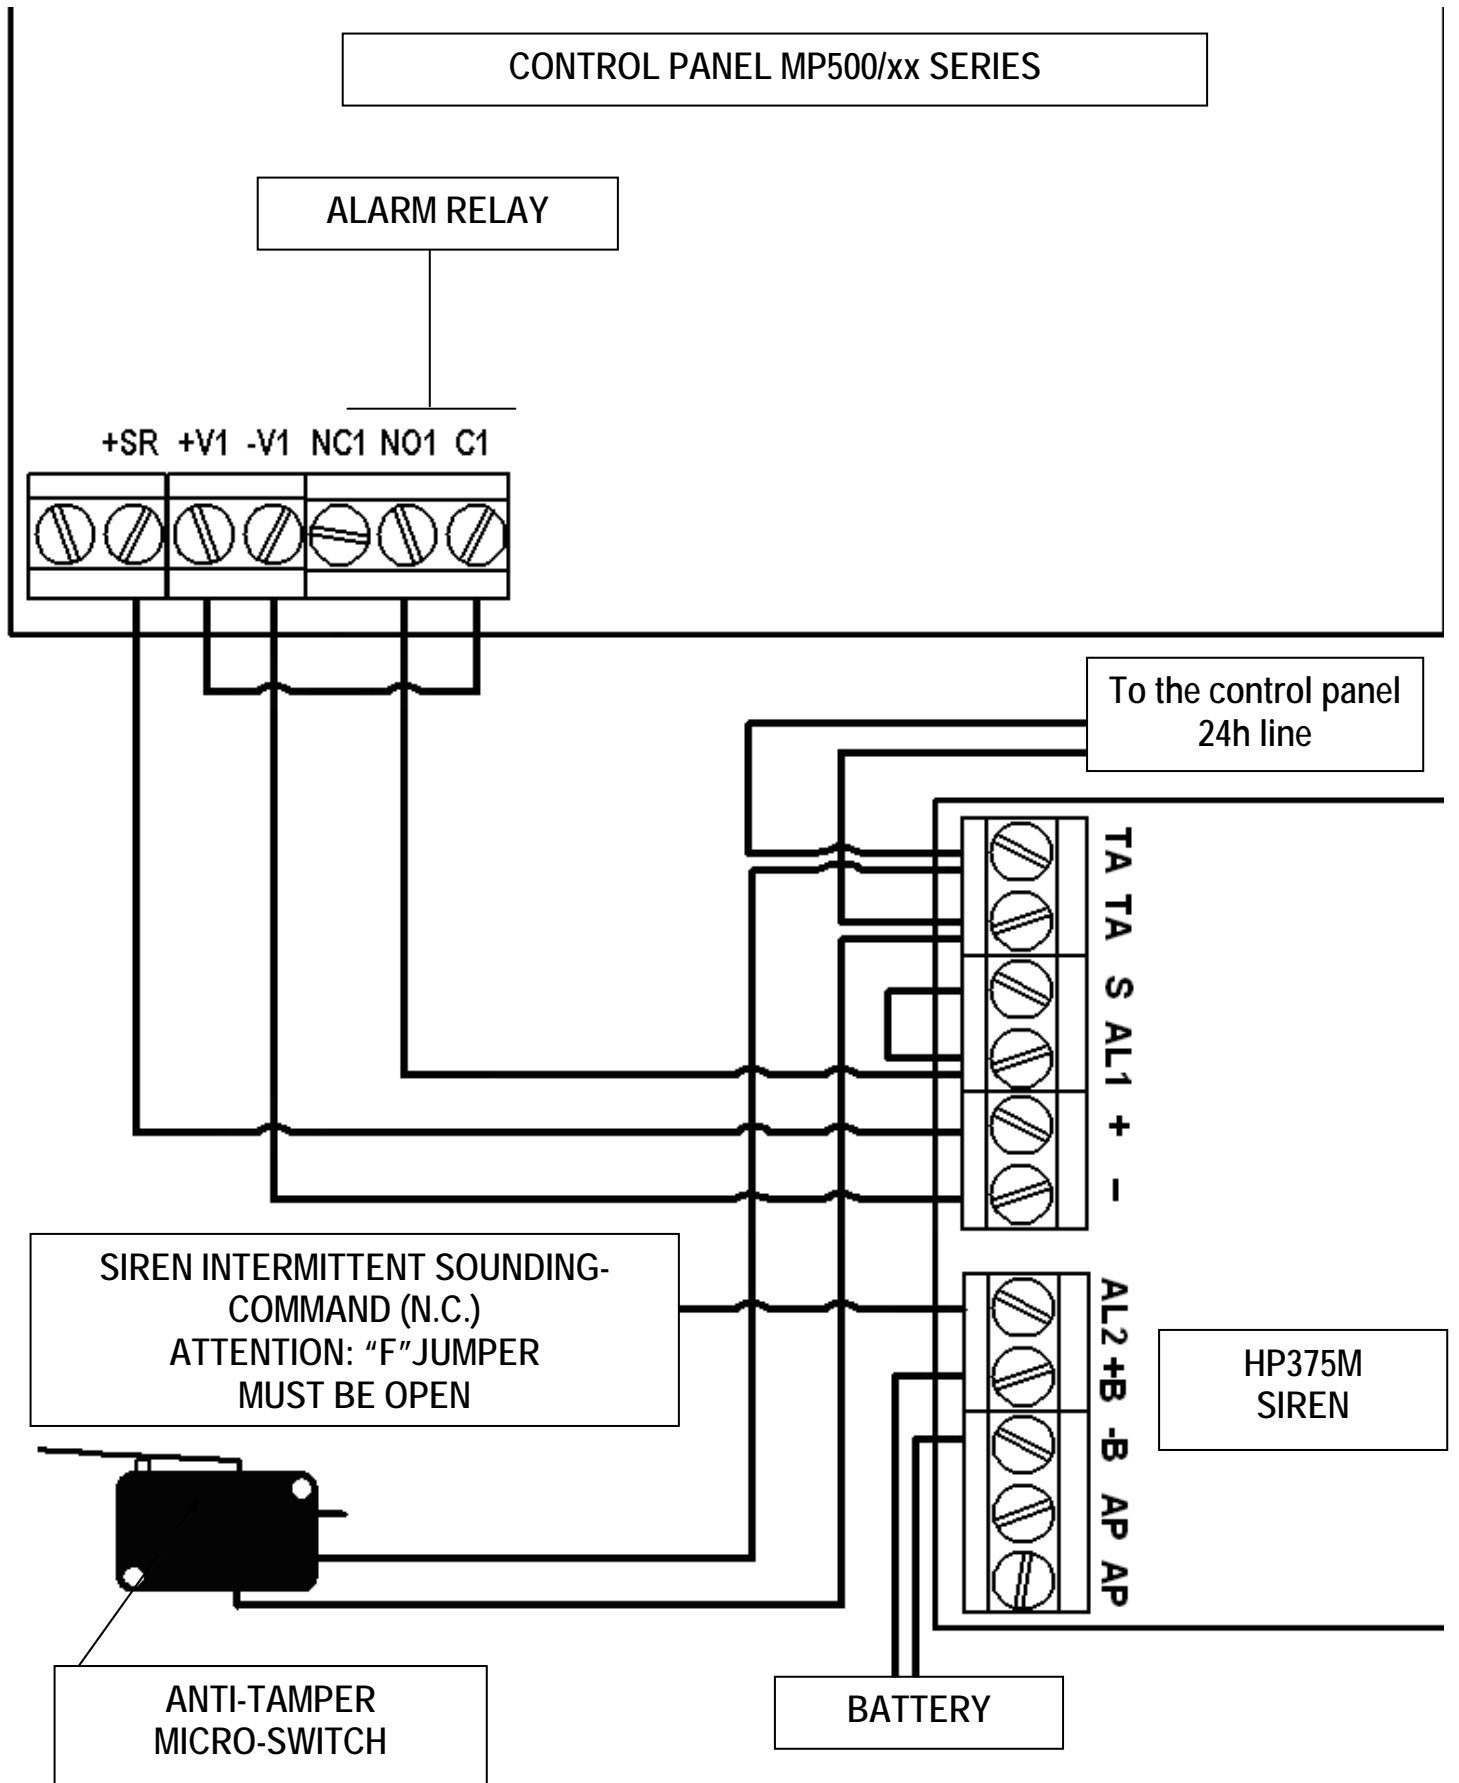 CONTROL PANEL MP500/xx SERIES
ALARM RELAY
+SR +V1 -V1 NC1 NO1 C1
To the control panel
24h line
TA
TA
S
AL1
+
–
SIREN INTERMITTENT SOUNDING-
COMMAND (N.C.)
ATTENTION: “F”JUMPER
MUST BE OPEN
AL2
+B
-B
AP
AP
HP375M
SIREN
ANTI-TAMPER
MICRO-SWITCH
BATTERY